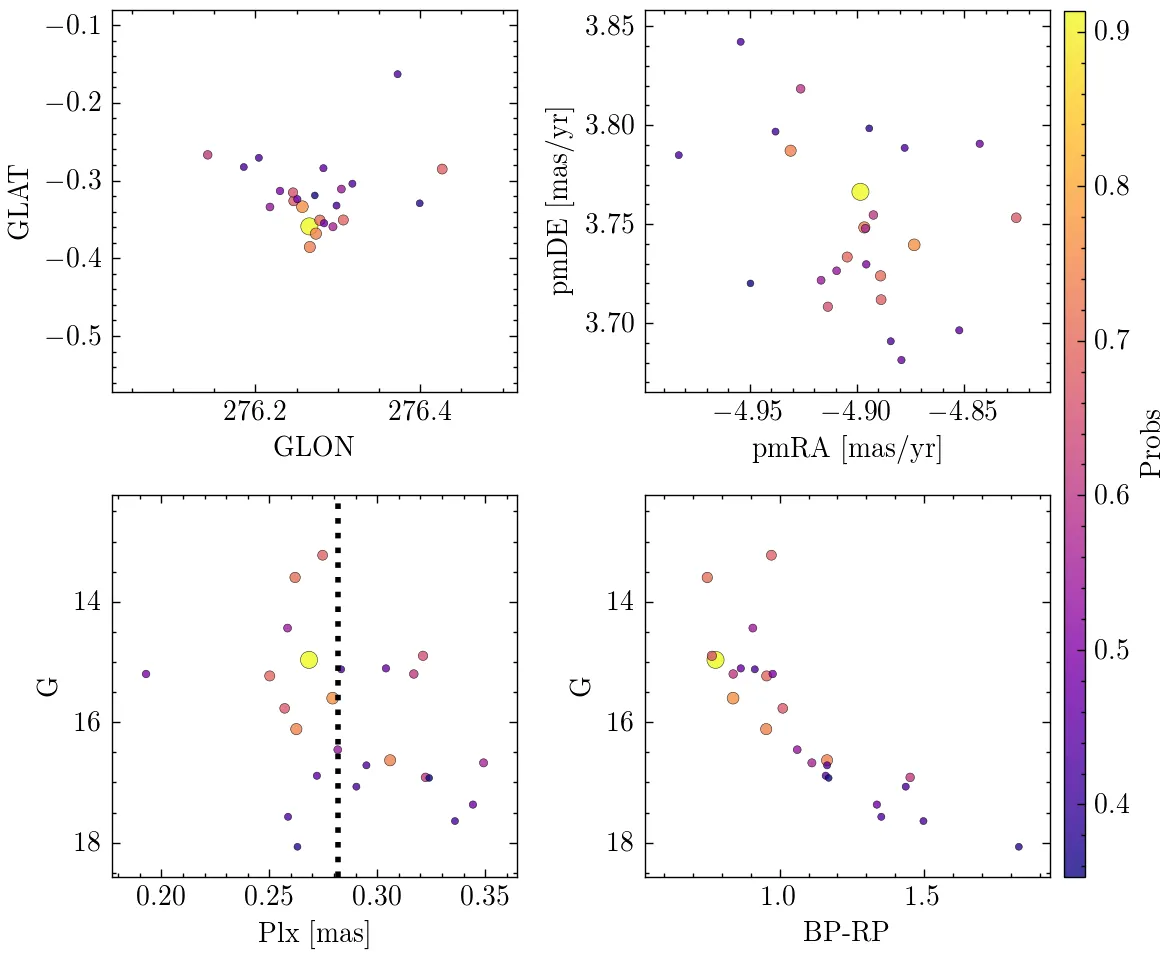 −0.1
−0.2
−0.3
−0.4
−0.5
GLAT
276.2 276.4
GLON
3.85
3.80
3.75
3.70
pmDE [mas/yr]
−4.95 −4.90 −4.85
pmRA [mas/yr]
14
16
18
G
0.20 0.25 0.30 0.35
Plx [mas]
14
16
18
G
1.0 1.5
BP-RP
0.9
0.8
0.7
0.6
0.5
0.4
Probs